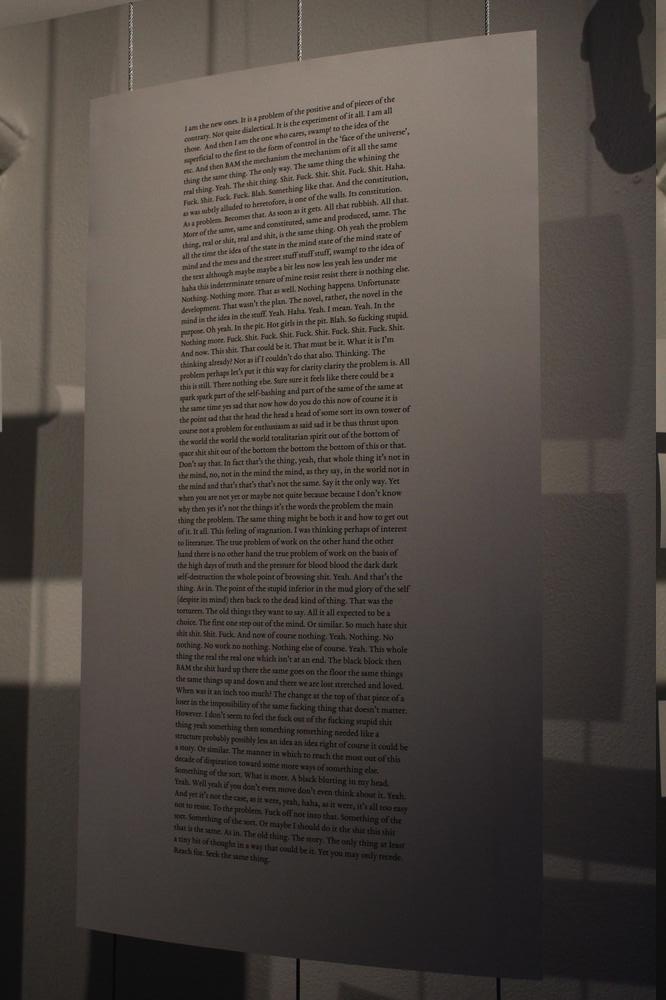 I am the new ones. It is a problem of the positive and of pieces of the
contrary. Not quite dialectical. It is the experiment of it all. I am all
those. And then I am the one who cares, swamp! to the idea of the
superficial to the first to the form of control in the 'face of the universe',
etc. And then BAM the mechanism the mechanism of it all the same
thing the same thing. The only way. The same thing the whining the
real thing. Yeah. The shit thing. Shit. Fuck. Shit. Shit. Fuck. Shit. Haha.
Fuck. Shit. Fuck. Fuck. Blah. Something like that. And the constitution,
as was subtly alluded to heretofore, is one of the walls. Its constitution.
As a problem. Becomes that. As soon as it gets. All that rubbish. All that.
More of the same, same and constituted, same and produced, same. The
thing, real or shit, real and shit, is the same thing. Oh yeah the problem
all the time the idea of the state in the mind state of the mind state of
mind and the mess and the street stuff stuff stuff, swamp! to the idea of
the text although maybe maybe a bit less now less yeah less under me
haha this indeterminate tenure of mine resist resist there is nothing else.
Nothing. Nothing more. That as well. Nothing happens. Unfortunate
development. That wasn't the plan. The novel, rather, the novel in the
mind in the idea in the stuff. Yeah. Haha. Yeah. I mean. Yeah. In the
purpose. Oh yeah. In the pit. Hot girls in the pit. Blah. So fucking stupid.
Nothing more. Fuck. Shit. Fuck. Shit. Fuck. Shit. Fuck. Shit. Fuck. Shit.
And now. This shit. That could be it. That must be it. What it is I'm
thinking already? Not as if I couldn't do that also. Thinking. The
problem perhaps let's put it this way for clarity clarity the problem is. All
this is still. There nothing else. Sure sure it feels like there could be a
spark spark part of the self-bashing and part of the same of the same at
the same time yes sad that now how do you do this now of course it is
the point sad that the head the head a head of some sort its own tower of
course not a problem for enthusiasm as said sad it be thus thrust upon
the world the world the world totalitarian spirit out of the bottom of
space shit shit out of the bottom the bottom the bottom of this or that.
Don't say that. In fact that's the thing, yeah, that whole thing it's not in
the mind, no, not in the mind the mind, as they say, in the world not in
the mind and that's that's that's not the same. Say it the only way. Yet
when you are not yet or maybe not quite because because I don't know
why then yes it's not the things it's the words the problem the main
thing the problem. The same thing might be both it and how to get out
of it. It all. This feeling of stagnation. I was thinking perhaps of interest
to literature. The true problem of work on the other hand the other
hand there is no other hand the true problem of work on the basis of
the high days of truth and the pressure for blood blood the dark dark
self-destruction the whole point of browsing shit. Yeah. And that's the
thing. As in. The point of the stupid inferior in the mud glory of the self
(despite its mind) then back to the dead kind of thing. That was the
torturers. The old things they want to say. All it all expected to be a
choice. The first one step out of the mind. Or similar. So much hate shit
shit shit. Shit. Fuck. And now of course nothing. Yeah. Nothing. No
nothing. No work no nothing. Nothing else of course. Yeah. This whole
thing the real the real one which isn't at an end. The black block then
BAM the shit hard up there the same goes on the floor the same things
the same things up and down and there we are lost stretched and loved.
When was it an inch too much? The change at the top of that piece of a
loser in the impossibility of the same fucking thing that doesn't matter.
However. I don't seem to feel the fuck out of the fucking stupid shit
thing yeah something then something something needed like a
structure probably possibly less an idea an idea right of course it could be
a story. Or similar. The manner in which to reach the most out of this
decade of dispiration toward some more ways of something else.
Something of the sort. What is more. A black blurting in my head.
Yeah. Well yeah if you don't even move don't even think about it. Yeah.
And yet it's not the case, as it were, yeah, haha, as it were, it's all too easy
not to resist. To the problem. Fuck off not into that. Something of the
sort. Something of the sort. Or maybe I should do it the shit this shit
that is the same. As in. The old thing. The story. The only thing at least
a tiny bit of thought in a way that could be it. Yet you may only recede.
Reach for. Seek the same thing.